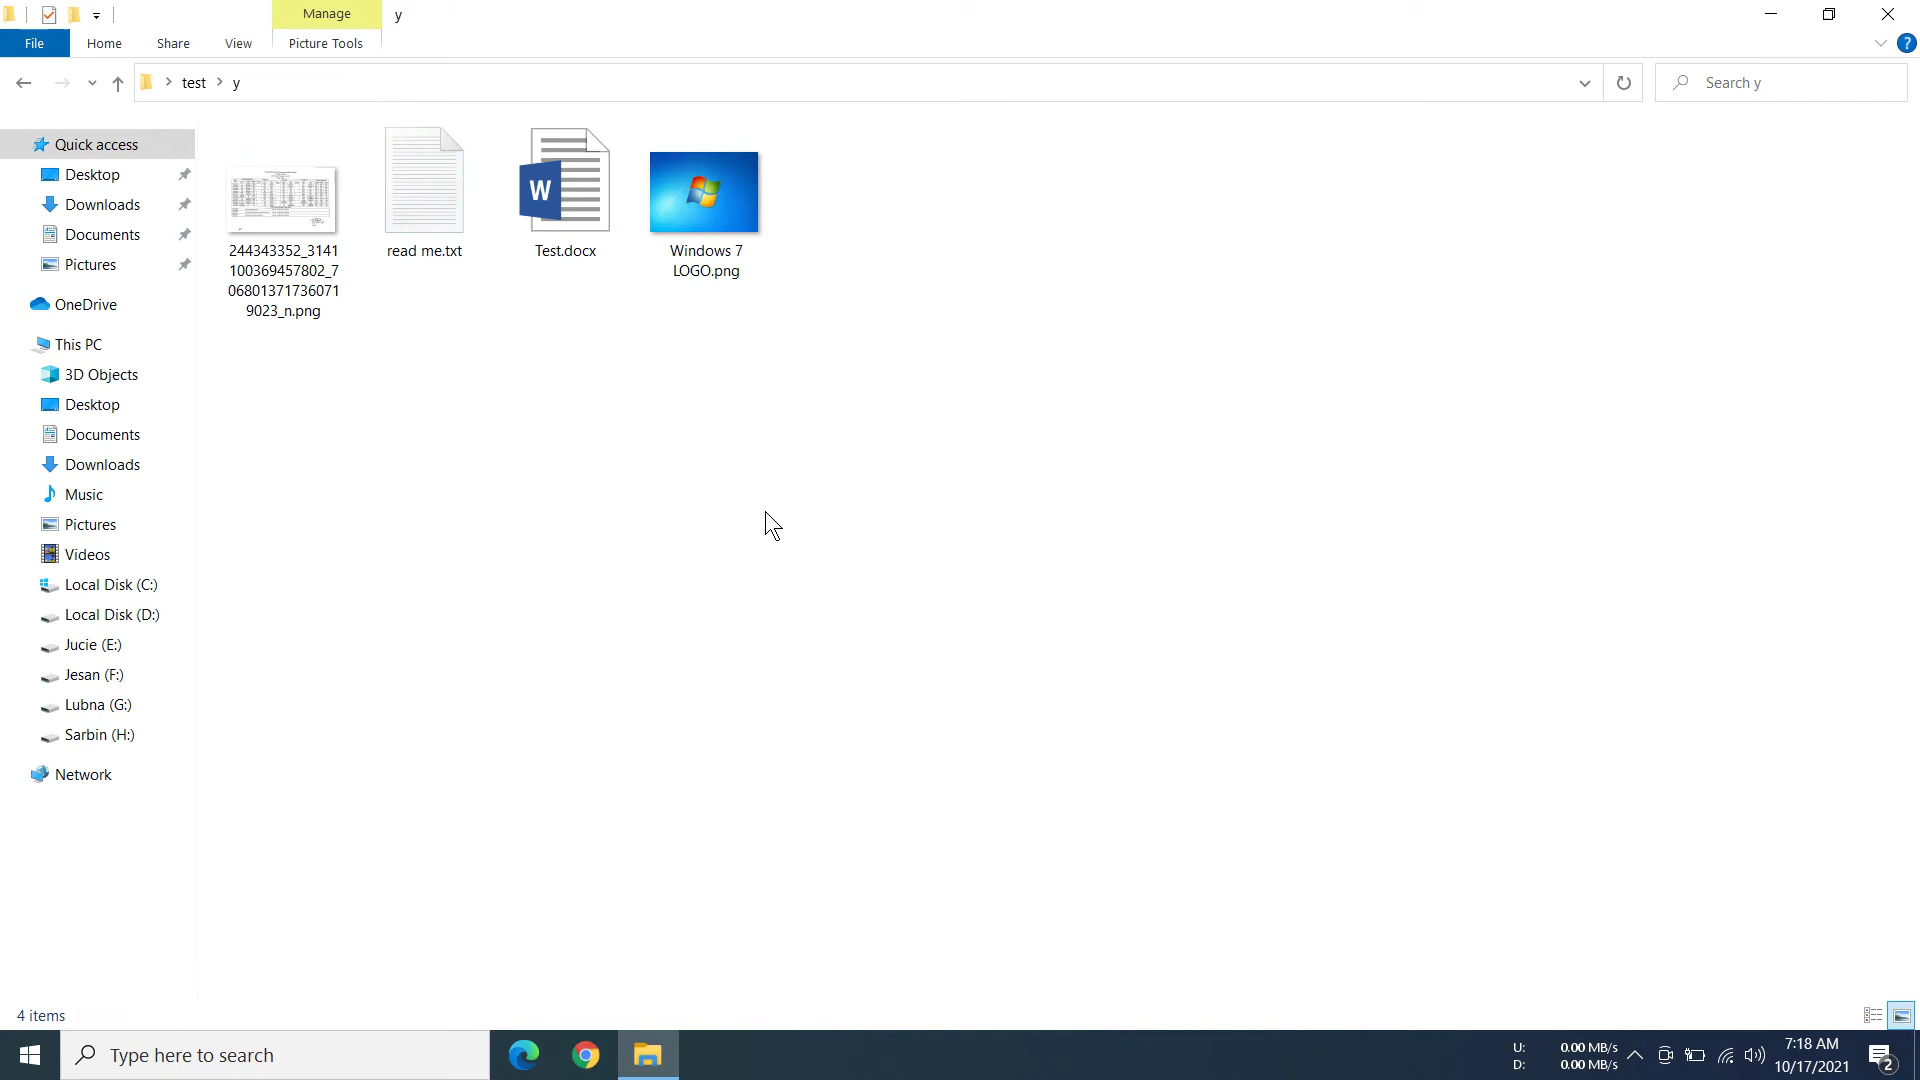 Manage
y
File
Home
Share
View
Picture Tools
test
y
Search y
Quick access
Desktop
Downloads
Documents
Pictures
OneDrive
This PC
3D Objects
Desktop
Documents
Downloads
Music
Pictures
Videos
Local Disk (C:)
Local Disk (D:)
Jucie (E:)
Jesan (F:)
Lubna (G:)
Sarbin (H:)
Network
244343352_3141
100369457802_7
06801371736071
9023_n.png
read me.txt
W
Test.docx
Windows 7
LOGO.png
4 items
Type here to search
U: 0.00 MB/s
D: 0.00 MB/s
7:18 AM
10/17/2021
2